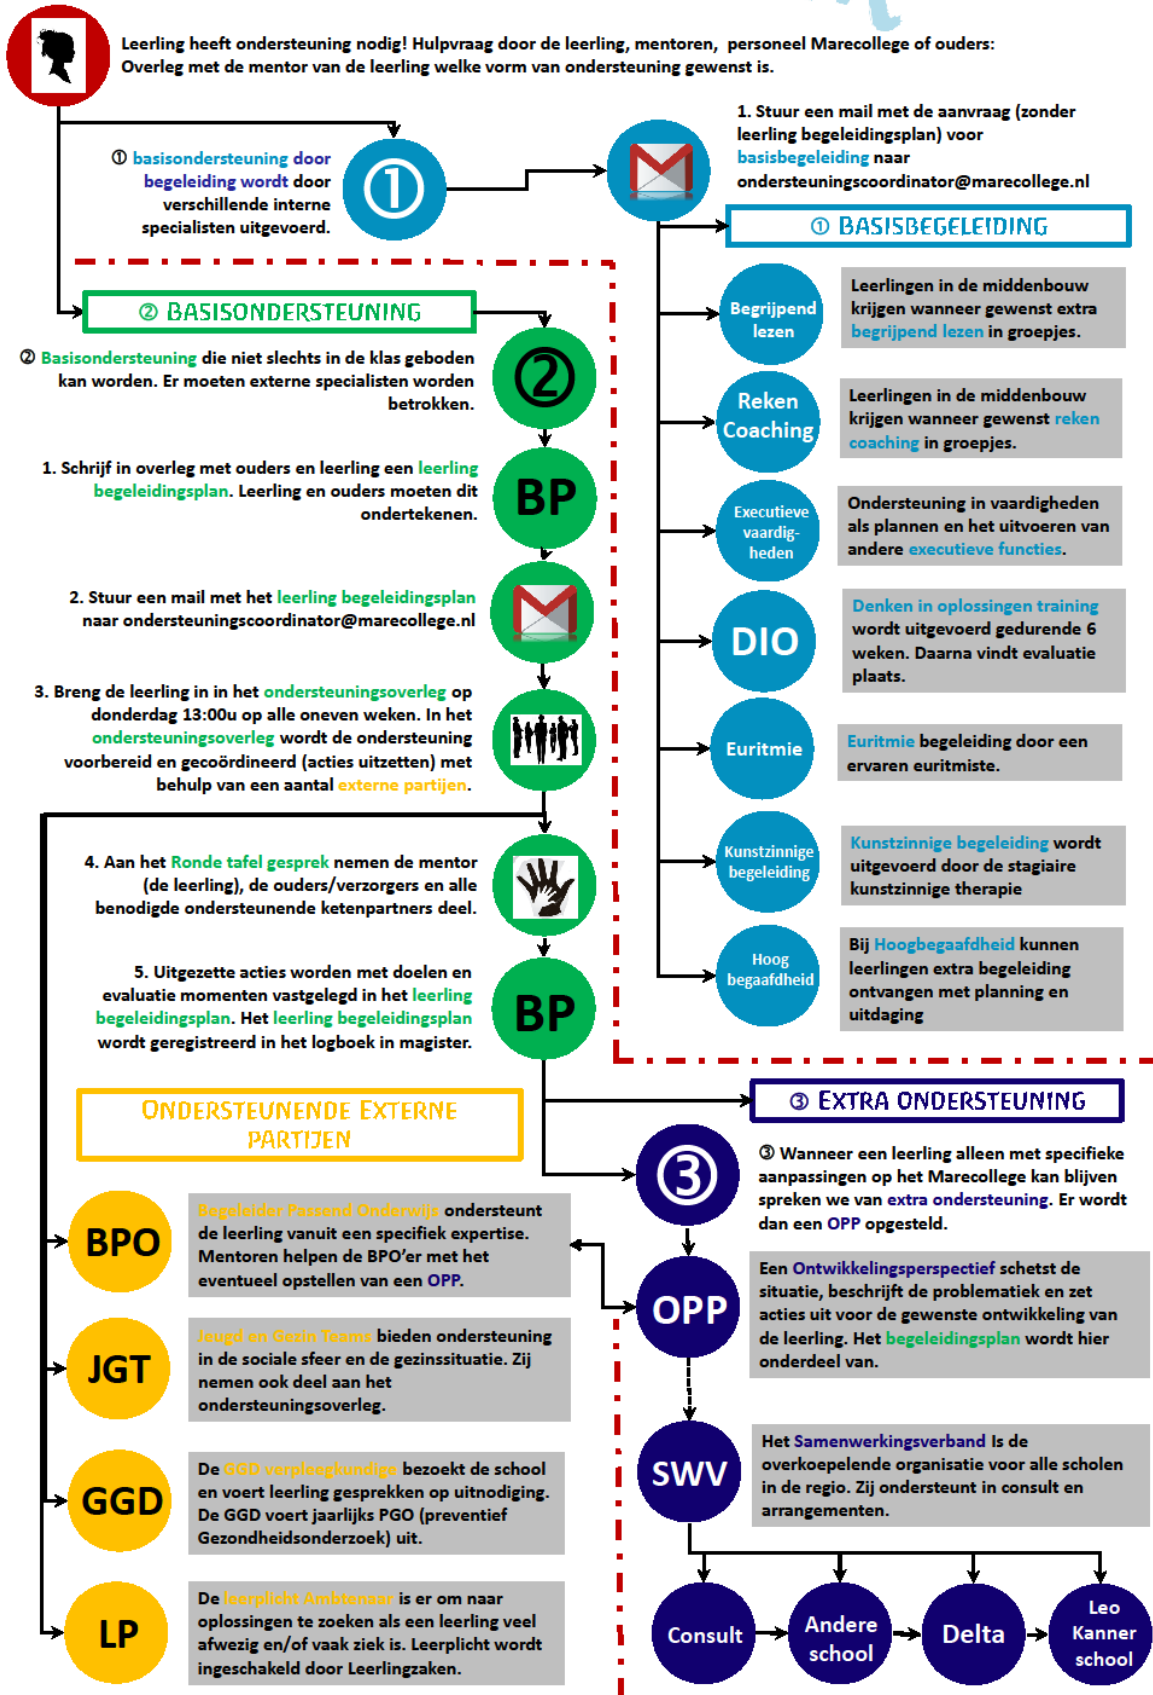 Leerling heeft ondersteuning nodig! Hulpvraag door de leerling, mentoren, personeel Marecollege of ouders:
Overleg met de mentor van de leerling welke vorm van ondersteuning gewenst is.
① basisondersteuning door
begeleiding wordt door
verschillende interne
specialisten uitgevoerd.
①
1. Stuur een mail met de aanvraag (zonder
leerling begeleidingsplan) voor
basisbegeleiding naar
ondersteuningscoordinator@marecollege.nl
① BASISBEGELEIDING
Begrijpend
lezen
Leerlingen in de middenbouw
krijgen wanneer gewenst extra
begrijpend lezen in groepjes.
Reken
Coaching
Leerlingen in de middenbouw
krijgen wanneer gewenst reken
coaching in groepjes.
Executieve
vaardig-
heden
Ondersteuning in vaardigheden
als plannen en het uitvoeren van
andere executieve functies.
DIO
Denken in oplossingen training
wordt uitgevoerd gedurende 6
weken. Daarna vindt evaluatie
plaats.
Euritmie
Euritmie begeleiding door een
ervaren euritmiste.
Kunstzinnige
begeleiding
Kunstzinnige begeleiding wordt
uitgevoerd door de stagiaire
kunstzinnige therapie
Hoog
begaafdheid
Bij Hoogbegaafdheid kunnen
leerlingen extra begeleiding
ontvangen met planning en
uitdaging
② BASISONDERSTEUNING
② Basisondersteuning die niet slechts in de klas geboden
kan worden. Er moeten externe specialisten worden
betrokken.
②
1. Schrijf in overleg met ouders en leerling een leerling
begeleidingsplan. Leerling en ouders moeten dit
ondertekenen.
BP
2. Stuur een mail met het leerling begeleidingsplan
naar ondersteuningscoordinator@marecollege.nl
3. Breng de leerling in in het ondersteuningsoverleg op
donderdag 13:00u op alle oneven weken. In het
ondersteuningsoverleg wordt de ondersteuning
voorbereid en gecoördineerd (acties uitzetten) met
behulp van een aantal externe partijen.
4. Aan het Ronde tafel gesprek nemen de mentor
(de leerling), de ouders/verzorgers en alle
benodigde ondersteunende ketenpartners deel.
5. Uitgezette acties worden met doelen en
evaluatie momenten vastgelegd in het leerling
begeleidingsplan. Het leerling begeleidingsplan
wordt geregistreerd in het logboek in magister.
BP
ONDERSTEUNENDE EXTERNE
PARTIJEN
BPO
Begeleider Passend Onderwijs ondersteunt
de leerling vanuit een specifiek expertise.
Mentoren helpen de BPO'er met het
eventueel opstellen van een OPP.
JGT
Jeugd en Gezin Teams bieden ondersteuning
in de sociale sfeer en de gezinssituatie. Zij
nemen ook deel aan het
ondersteuningsoverleg.
GGD
De GGD verpleegkundige bezoekt de school
en voert leerling gesprekken op uitnodiging.
De GGD voert jaarlijks PGO (preventief
Gezondheidsonderzoek) uit.
LP
De leerplicht Ambtenaar is er om naar
oplossingen te zoeken als een leerling veel
afwezig en/of vaak ziek is. Leerplicht wordt
ingeschakeld door Leerlingzaken.
③ EXTRA ONDERSTEUNING
③
③ Wanneer een leerling alleen met specifieke
aanpassingen op het Marecollege kan blijven
spreken we van extra ondersteuning. Er wordt
dan een OPP opgesteld.
OPP
Een Ontwikkelingsperspectief schetst de
situatie, beschrijft de problematiek en zet
acties uit voor de gewenste ontwikkeling van
de leerling. Het begeleidingsplan wordt hier
onderdeel van.
SWV
Het Samenwerkingsverband Is de
overkoepelende organisatie voor alle scholen
in de regio. Zij ondersteunt in consult en
arrangementen.
Consult
Andere
school
Delta
Leo
Kanner
school